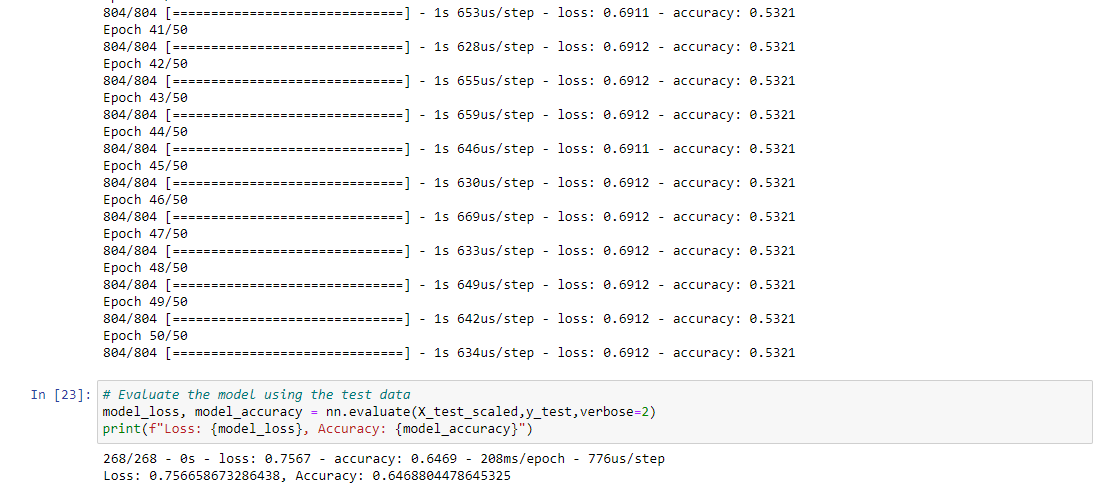 804/804 [==============================] - 1s 653us/step - loss: 0.6911 - accuracy: 0.5321
Epoch 41/50
804/804 [==============================] - 1s 628us/step - loss: 0.6912 - accuracy: 0.5321
Epoch 42/50
804/804 [==============================] - 1s 655us/step - loss: 0.6912 - accuracy: 0.5321
Epoch 43/50
804/804 [==============================] - 1s 659us/step - loss: 0.6912 - accuracy: 0.5321
Epoch 44/50
804/804 [==============================] - 1s 646us/step - loss: 0.6911 - accuracy: 0.5321
Epoch 45/50
804/804 [==============================] - 1s 630us/step - loss: 0.6912 - accuracy: 0.5321
Epoch 46/50
804/804 [==============================] - 1s 669us/step - loss: 0.6912 - accuracy: 0.5321
Epoch 47/50
804/804 [==============================] - 1s 633us/step - loss: 0.6912 - accuracy: 0.5321
Epoch 48/50
804/804 [==============================] - 1s 649us/step - loss: 0.6912 - accuracy: 0.5321
Epoch 49/50
804/804 [==============================] - 1s 642us/step - loss: 0.6912 - accuracy: 0.5321
Epoch 50/50
804/804 [==============================] - 1s 634us/step - loss: 0.6912 - accuracy: 0.5321
In [23]: # Evaluate the model using the test data
model_loss, model_accuracy = nn.evaluate(X_test_scaled,y_test,verbose=2)
print(f"Loss: {model_loss}, Accuracy: {model_accuracy}")
268/268 - 0s - loss: 0.7567 - accuracy: 0.6469 - 208ms/epoch - 776us/step
Loss: 0.756658673286438, Accuracy: 0.6468804478645325